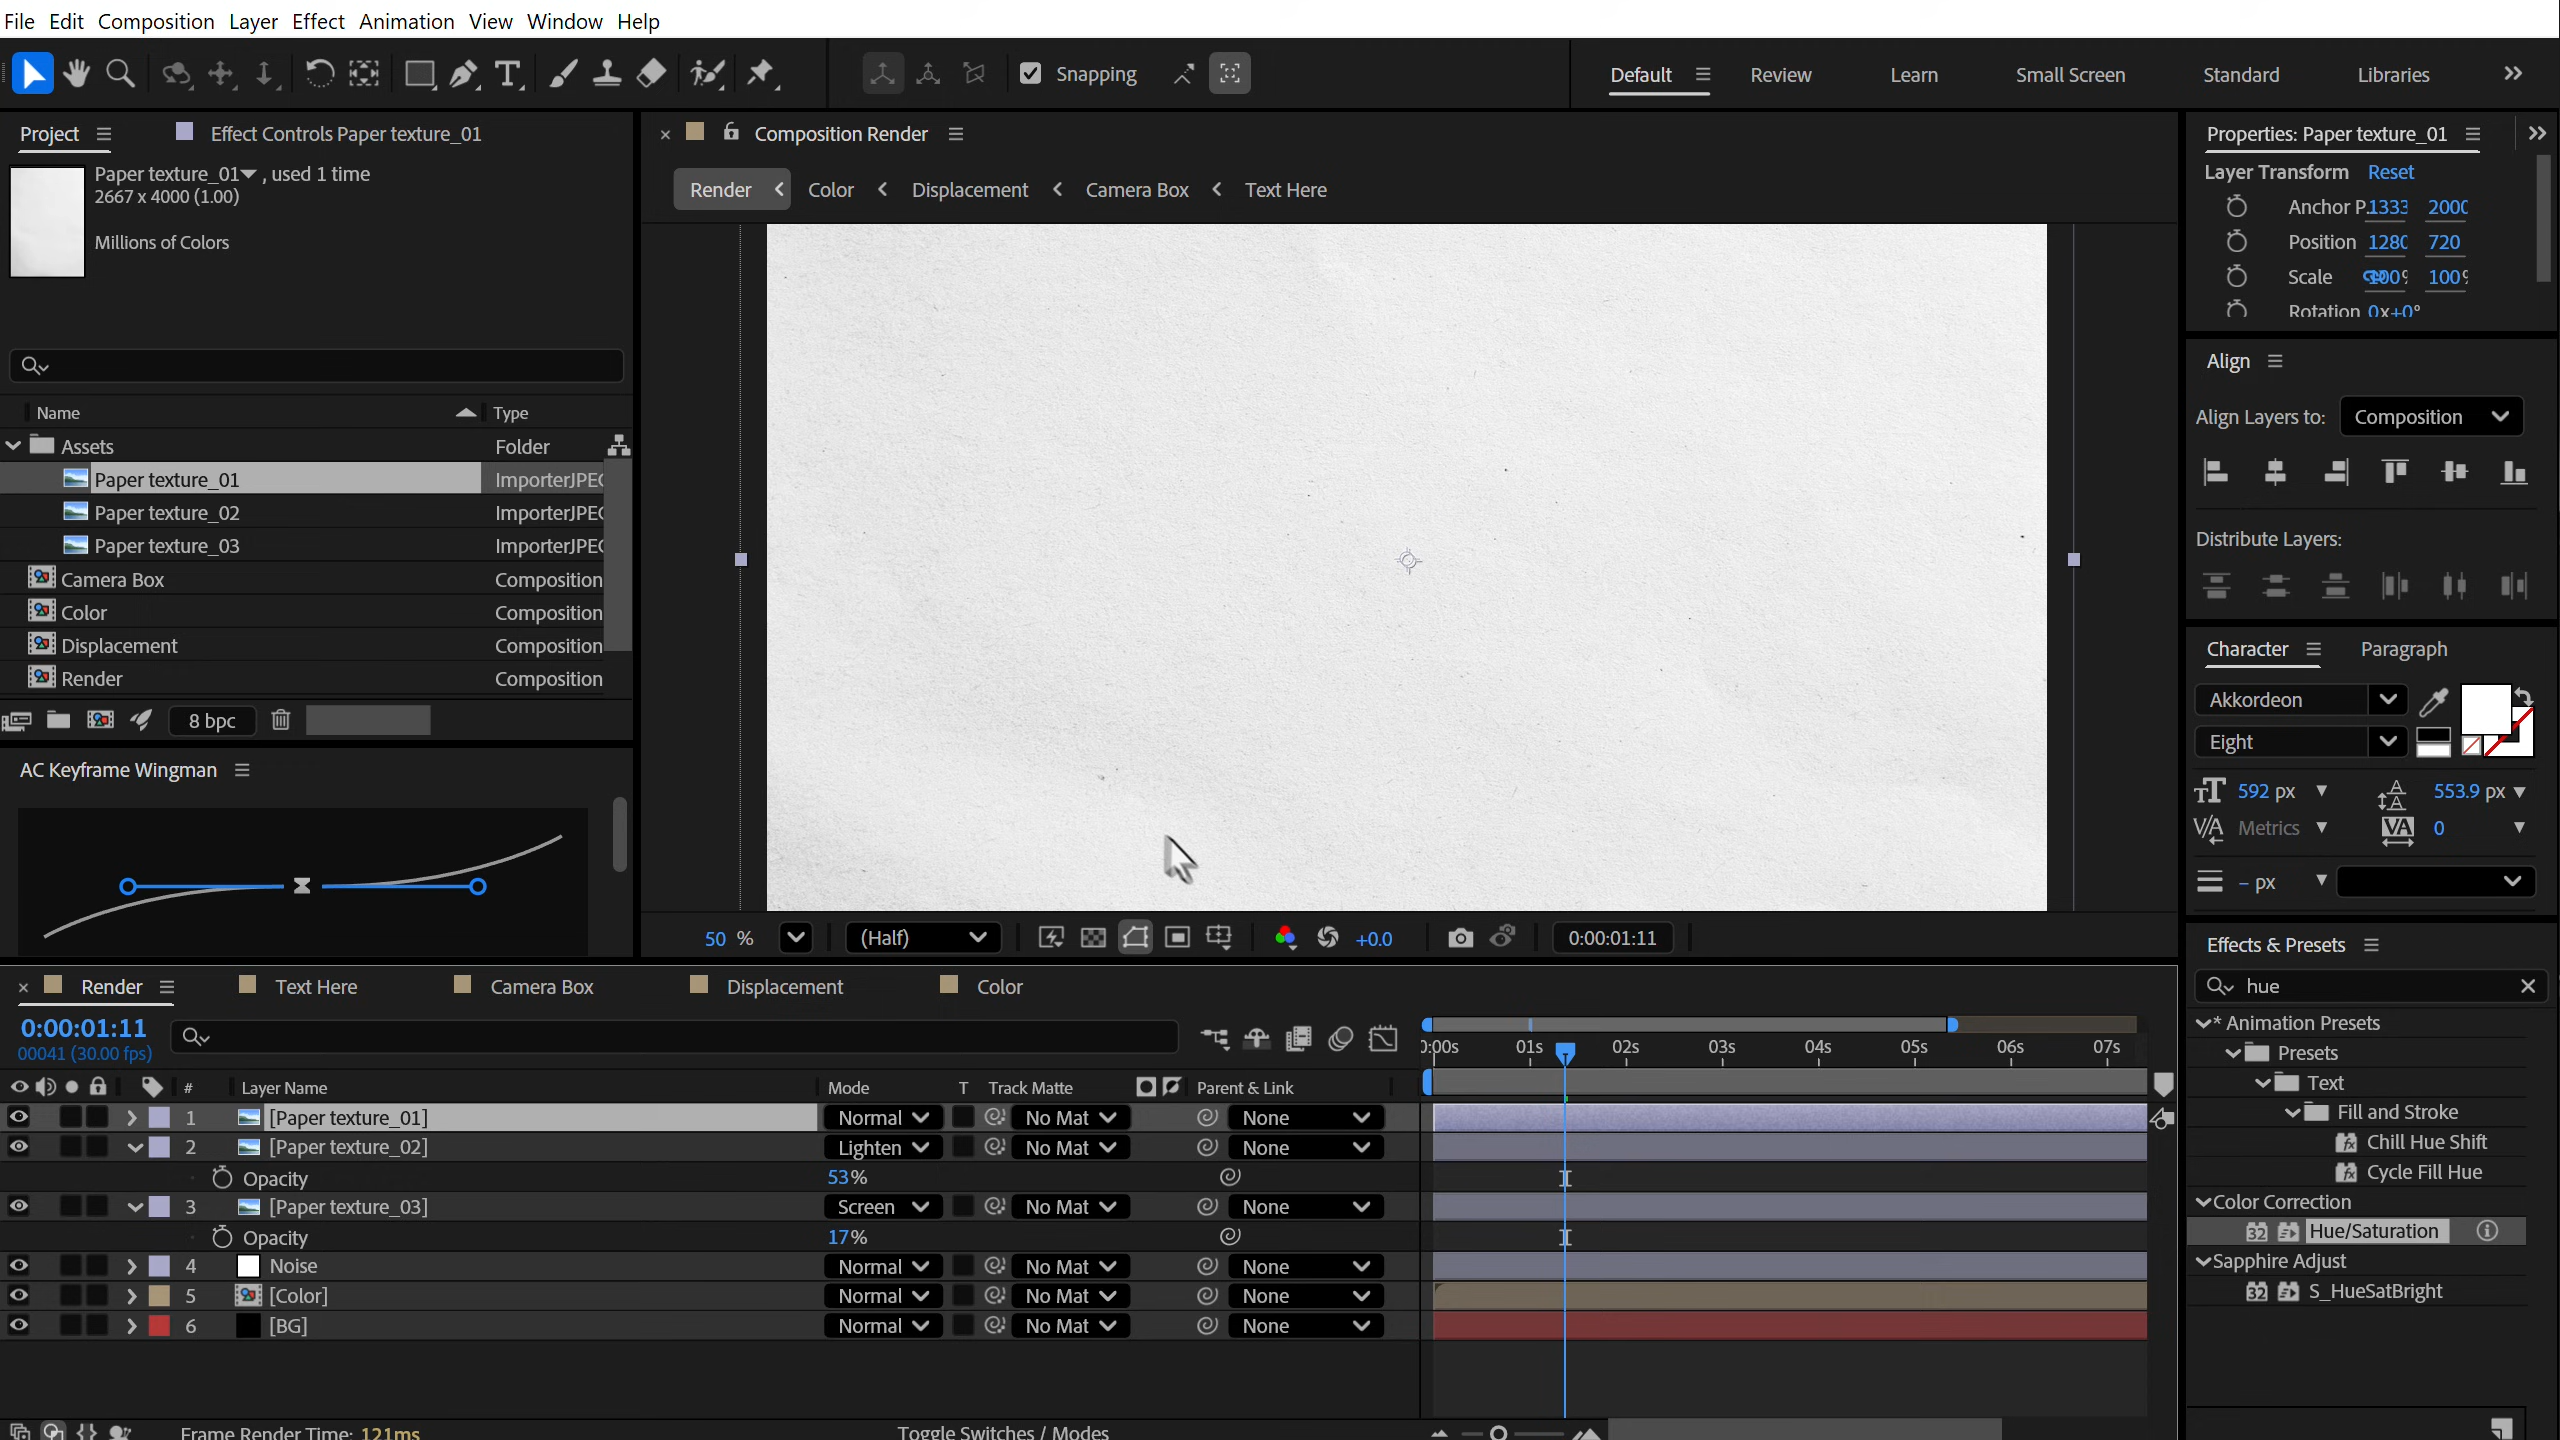 File Edit Composition Layer Effect Animation View Window Help
Snapping
Default Review Learn Small Screen Standard Libraries
Project Effect Controls Paper texture_01
Paper texture_01 , used 1 time
2667 x 4000 (1.00)
Millions of Colors
Name Type
Assets Folder
Paper texture_01 ImporterJPEG
Paper texture_02 ImporterJPEG
Paper texture_03 ImporterJPEG
Camera Box Composition
Color Composition
Displacement Composition
Render Composition
8 bpc
AC Keyframe Wingman
Composition Render
Render Color Displacement Camera Box Text Here
50 % (Half) +0.0 0:00:01:11
Properties: Paper texture_01
Layer Transform Reset
Anchor P. 1333 2000
Position 1280 720
Scale 100% 100%
Rotation 0x+0°
Align
Align Layers to: Composition
Distribute Layers:
Character Paragraph
Akkordeon
Eight
592 px 553.9 px
Metrics 0
- px
Effects & Presets
hue
* Animation Presets
Presets
Text
Fill and Stroke
Chill Hue Shift
Cycle Fill Hue
Color Correction
32 Hue/Saturation
Sapphire Adjust
32 S_HueSatBright
Render Text Here Camera Box Displacement Color
0:00:01:11
00041 (30.00 fps)
0:00s 01s 02s 03s 04s 05s 06s 07s
# Layer Name Mode T Track Matte Parent & Link
1 [Paper texture_01] Normal No Mat None
2 [Paper texture_02] Lighten No Mat None
Opacity 53%
3 [Paper texture_03] Screen No Mat None
Opacity 17%
4 Noise Normal No Mat None
5 [Color] Normal No Mat None
6 [BG] Normal No Mat None
Frame Render Time: 121ms Toggle Switches / Modes